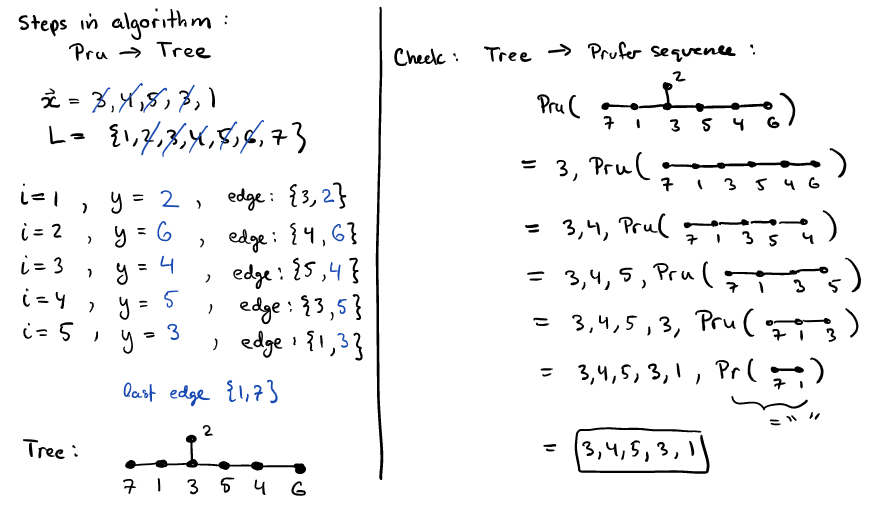 Steps in algorithm :
Pru → Tree
x⃗ = 3, 4, 5, 3, 1
L = {1, 2, 3, 4, 5, 6, 7}
i = 1 , y = 2 , edge: {3,2}
i = 2 , y = 6 , edge: {4,6}
i = 3 , y = 4 , edge: {5,4}
i = 4 , y = 5 , edge: {3,5}
i = 5 , y = 3 , edge: {1,3}
last edge {1,7}
Tree :
2
7 1 3 5 4 6
Check : Tree → Prufer sequence :
2
Pru( )
7 1 3 5 4 6
= 3, Pru( )
7 1 3 5 4 6
= 3,4, Pru( )
7 1 3 5 4
= 3,4,5, Pru( )
7 1 3 5
= 3,4,5,3, Pru( )
7 1 3
= 3,4,5,3,1, Pr( )
7 1
= " "
= 3,4,5,3,1